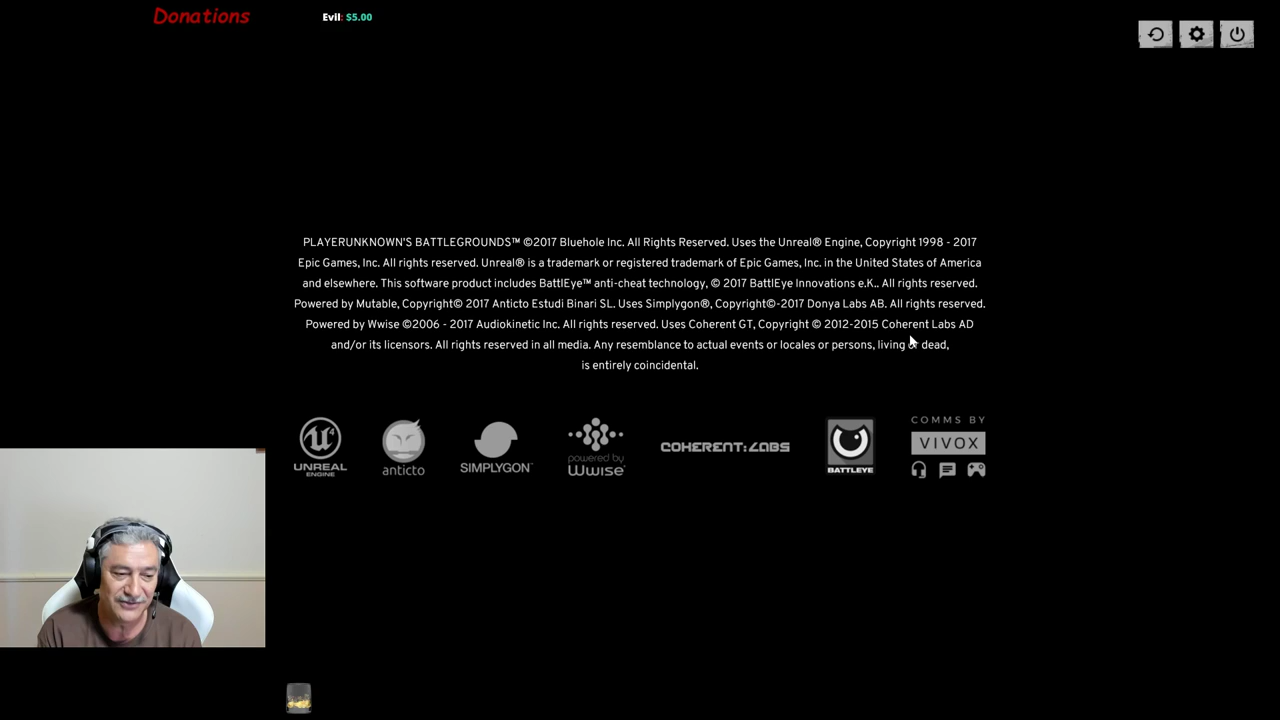 Donations
Evil: $5.00
PLAYERUNKNOWN'S BATTLEGROUNDS™ ©2017 Bluehole Inc. All Rights Reserved. Uses the Unreal® Engine, Copyright 1998 - 2017
Epic Games, Inc. All rights reserved. Unreal® is a trademark or registered trademark of Epic Games, Inc. in the United States of America
and elsewhere. This software product includes BattlEye™ anti-cheat technology, © 2017 BattlEye Innovations e.K.. All rights reserved.
Powered by Mutable, Copyright© 2017 Anticto Estudi Binari SL. Uses Simplygon®, Copyright©-2017 Donya Labs AB. All rights reserved.
Powered by Wwise ©2006 - 2017 Audiokinetic Inc. All rights reserved. Uses Coherent GT, Copyright © 2012-2015 Coherent Labs AD
and/or its licensors. All rights reserved in all media. Any resemblance to actual events or locales or persons, living or dead,
is entirely coincidental.
UNREAL
ENGINE
4
anticto
SIMPLYGON
powered by
Wwise
COHERENT:LABS
BATTLEYE
COMMS BY
VIVOX